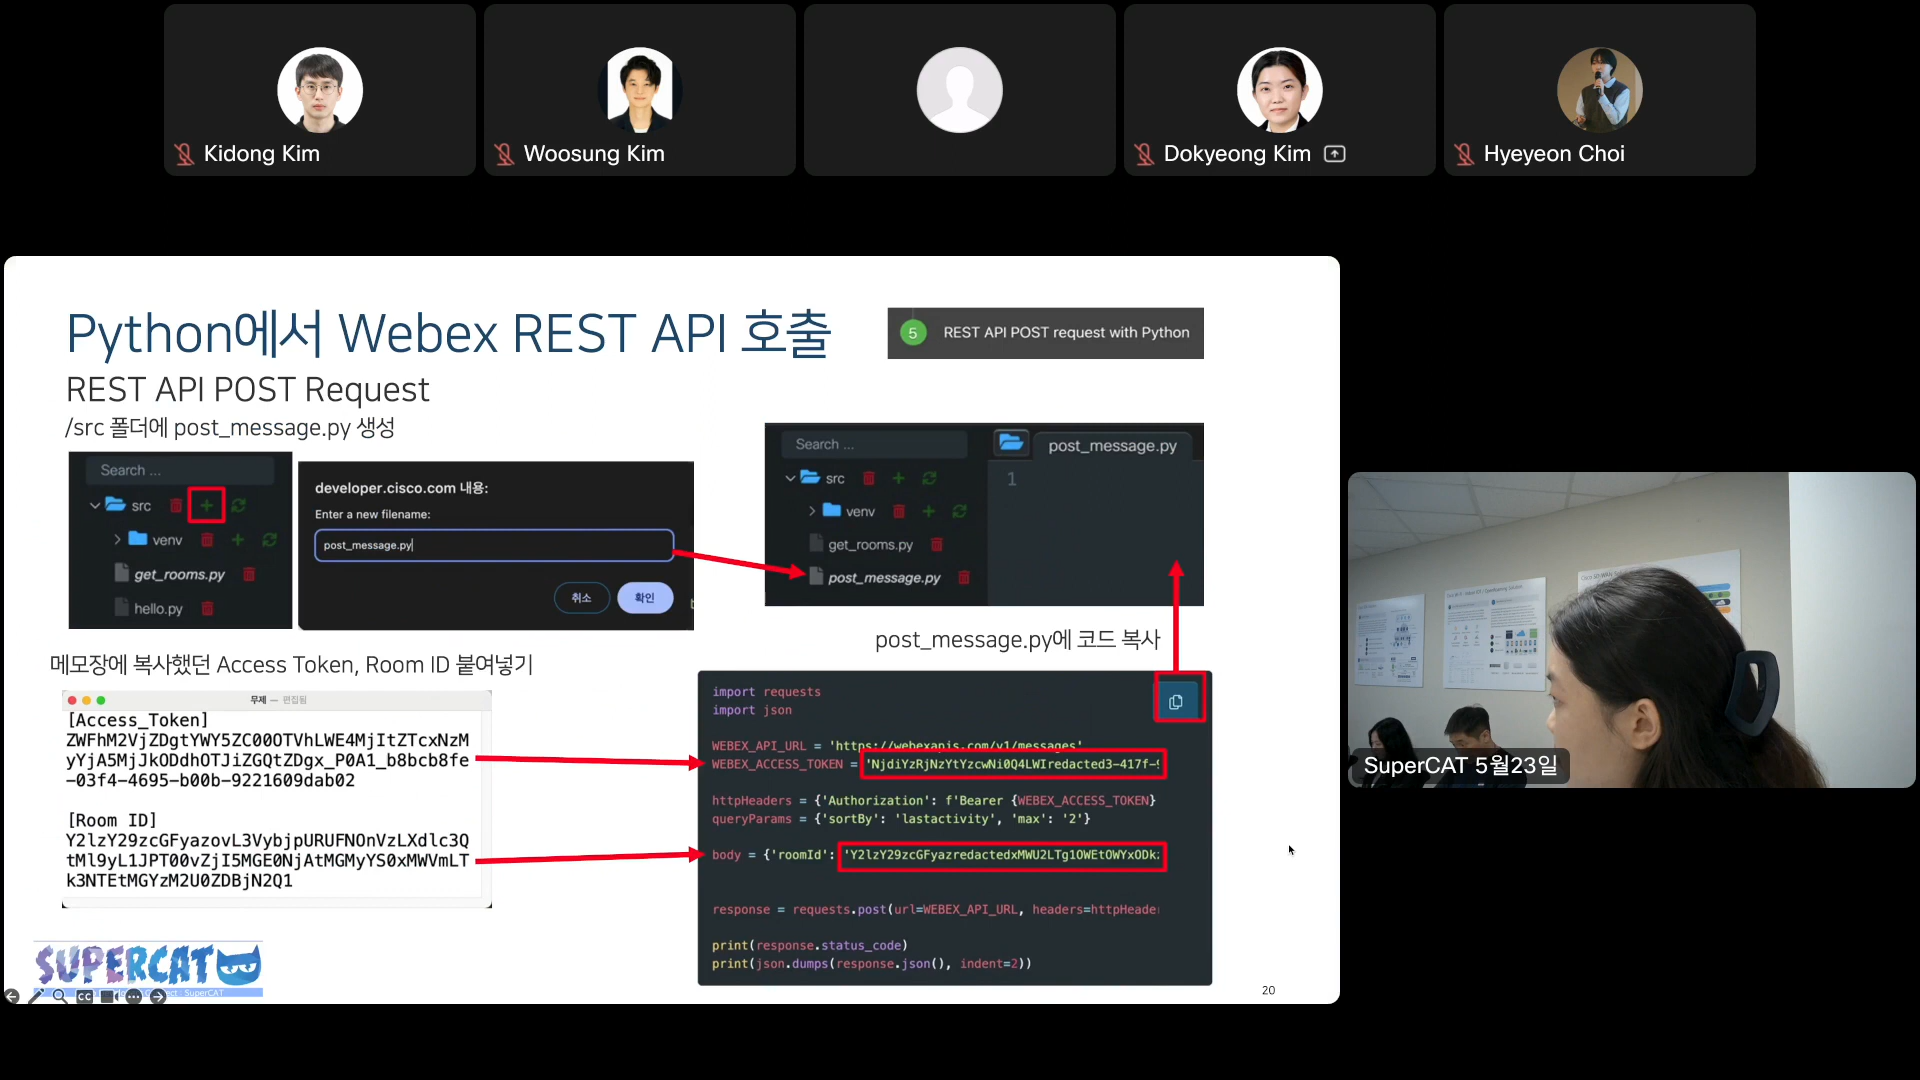 Kidong Kim
Woosung Kim
Dokyeong Kim
Hyeyeon Choi
Python에서 Webex REST API 호출
5 REST API POST request with Python
REST API POST Request
/src 폴더에 post_message.py 생성
Search ...
src
venv
get_rooms.py
hello.py
developer.cisco.com 내용:
Enter a new filename:
post_message.py
취소
확인
Search ...
post_message.py
src
1
venv
get_rooms.py
post_message.py
post_message.py에 코드 복사
메모장에 복사했던 Access Token, Room ID 붙여넣기
무제 — 편집됨
[Access_Token]
ZWFhM2VjZDgtYWY5ZC00OTVhLWE4MjItZTcxNzM
yYjA5MjJkODdhOTJiZGQtZDgx_P0A1_b8bcb8fe
-03f4-4695-b00b-9221609dab02
[Room ID]
Y2lzY29zcGFyazovL3VybjpURUFNOnVzLXdlc3Q
tMl9yL1JPT00vZjI5MGE0NjAtMGMyYS0xMWVmLT
k3NTEtMGYzM2U0ZDBjN2Q1
import requests
import json
WEBEX_API_URL = 'https://webexapis.com/v1/messages'
WEBEX_ACCESS_TOKEN = 'NjdiYzRjNzYtYzcwNi0Q4LWIredacted3-417f-9
httpHeaders = {'Authorization': f'Bearer {WEBEX_ACCESS_TOKEN}
queryParams = {'sortBy': 'lastactivity', 'max': '2'}
body = {'roomId': 'Y2lzY29zcGFyazredactedxMWU2LTg1OWEtOWYxODk
response = requests.post(url=WEBEX_API_URL, headers=httpHeade
print(response.status_code)
print(json.dumps(response.json(), indent=2))
SUPERCAT
20
SuperCAT 5월23일